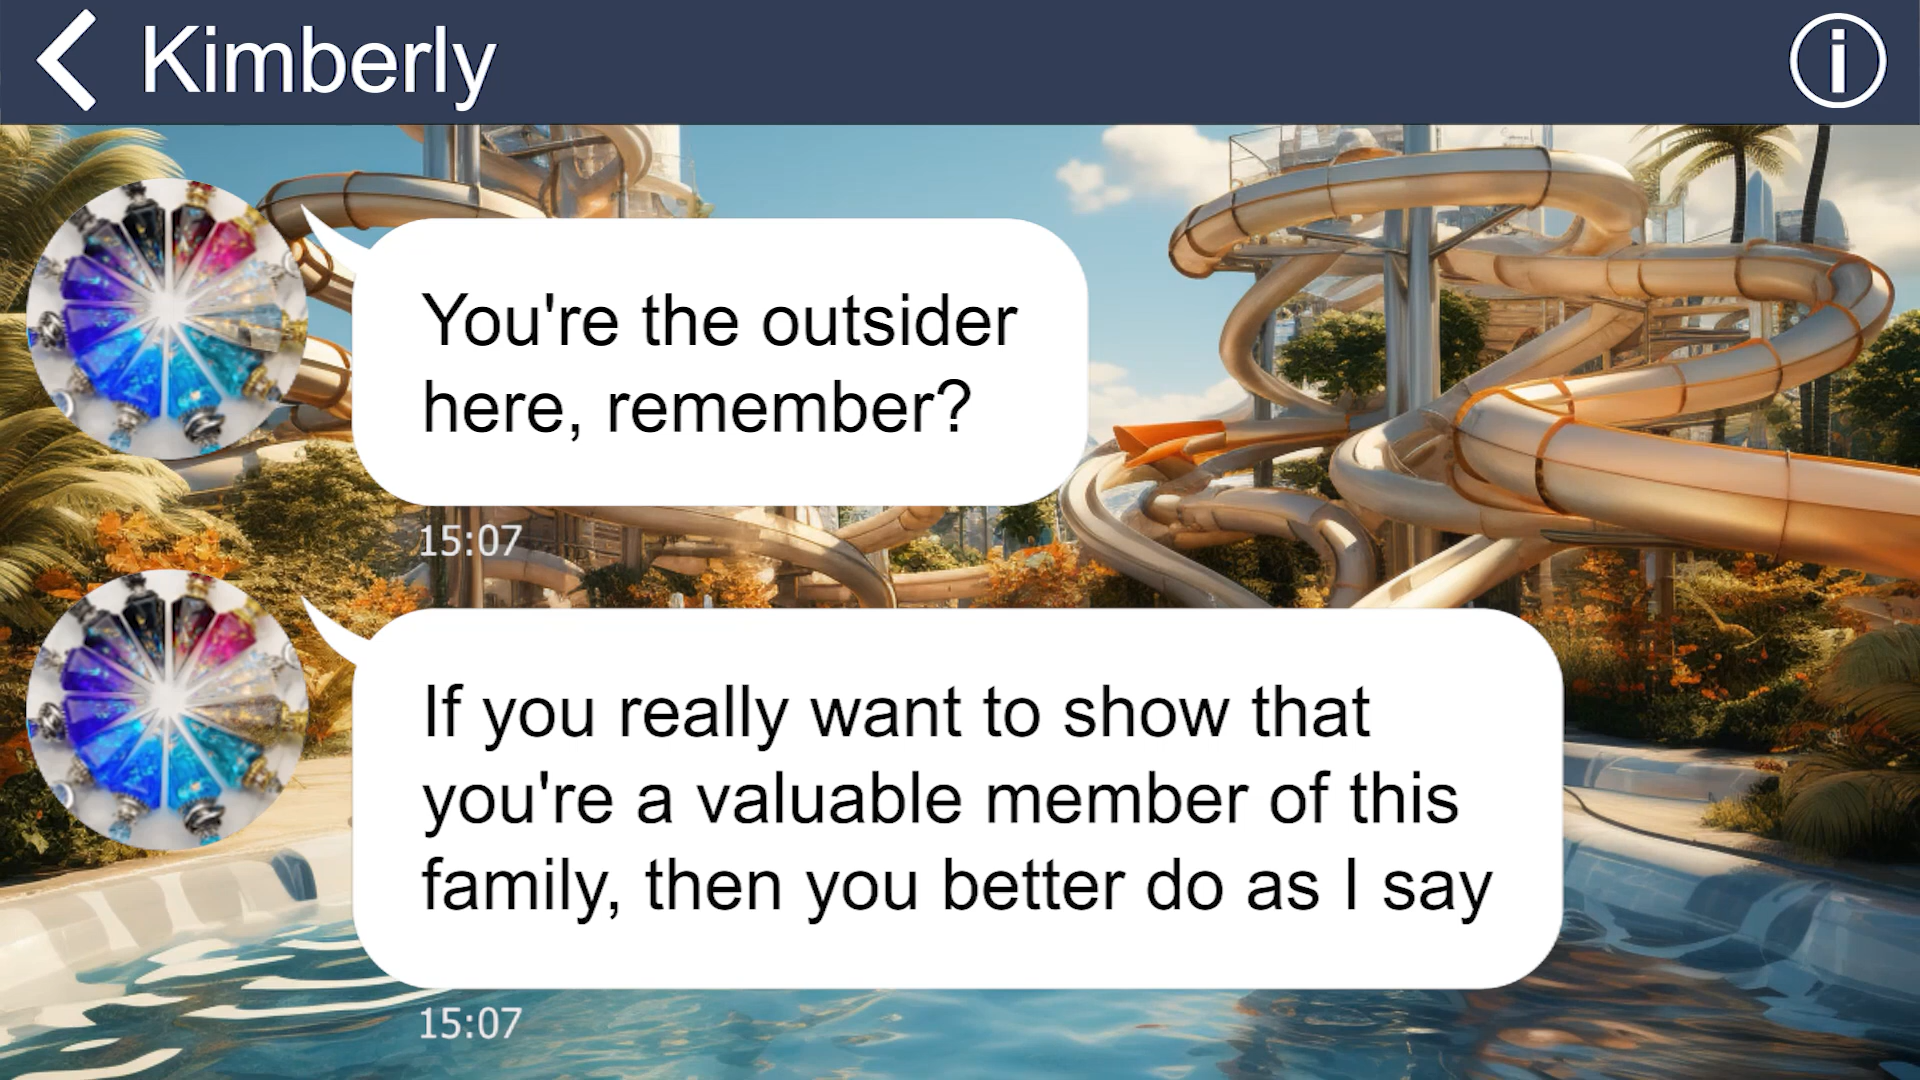 Kimberly
You're the outsider
here, remember?
15:07
If you really want to show that
you're a valuable member of this
family, then you better do as I say
15:07